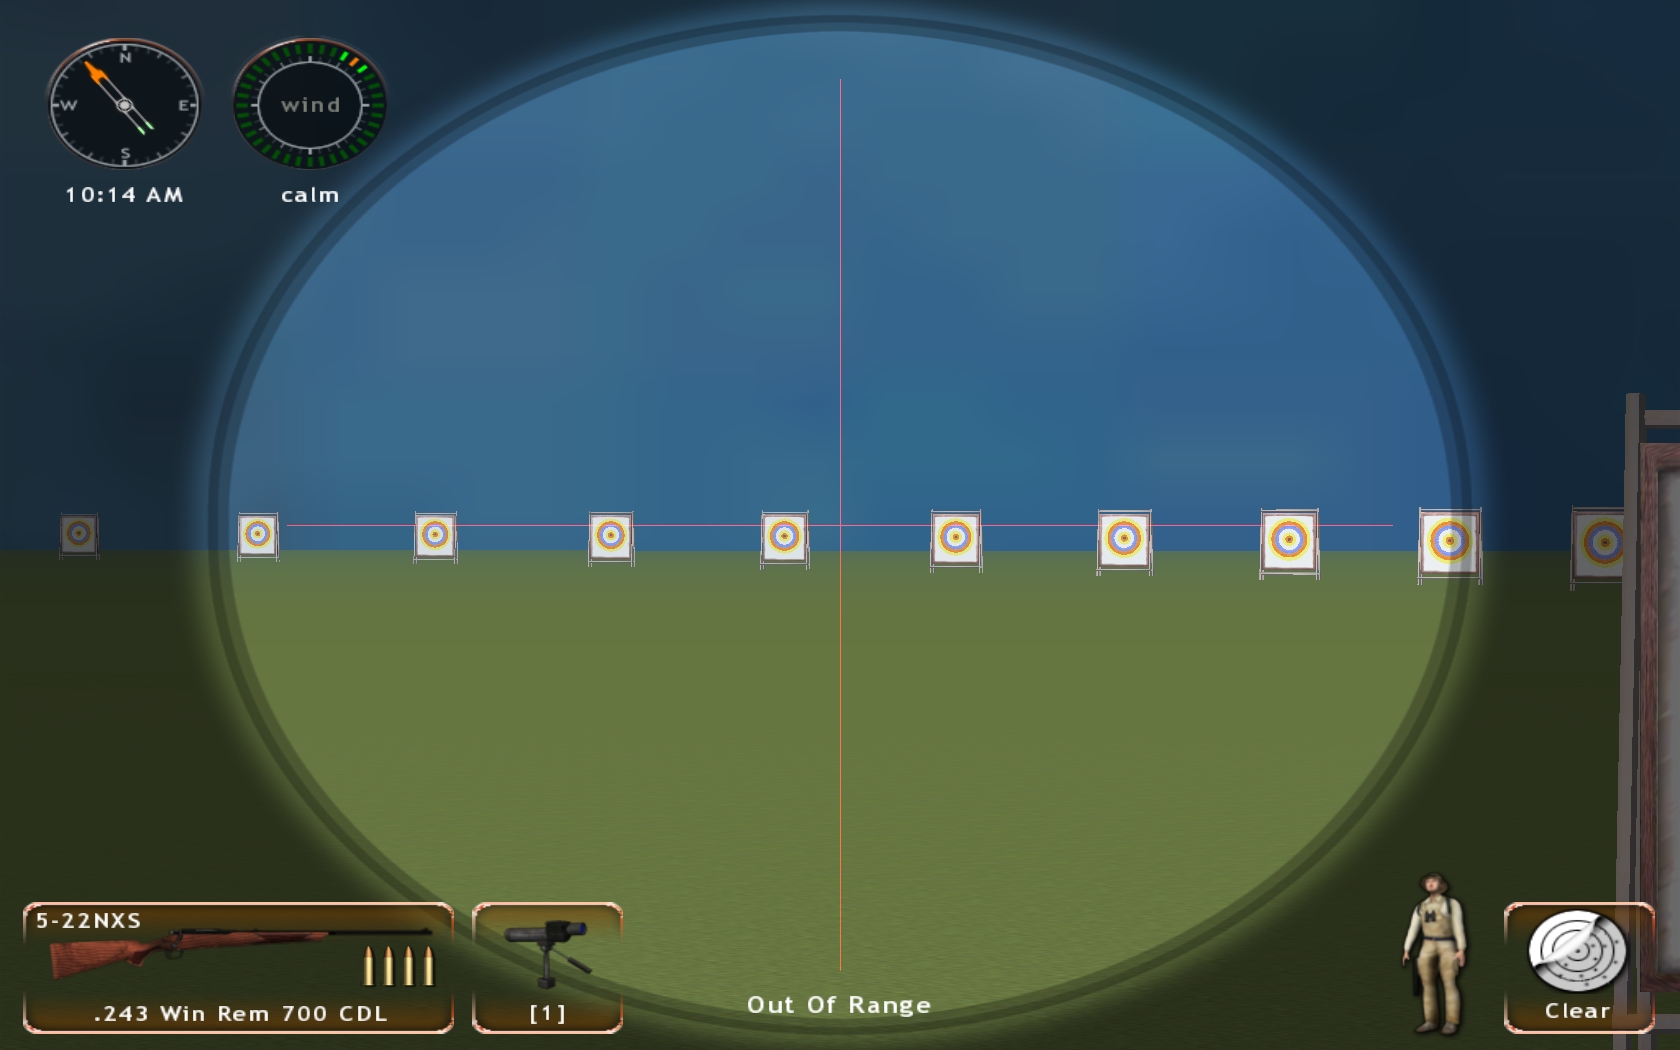 N
W E
S
wind
10:14 AM
calm
5-22NXS
.243 Win Rem 700 CDL
[1]
Out Of Range
Clear